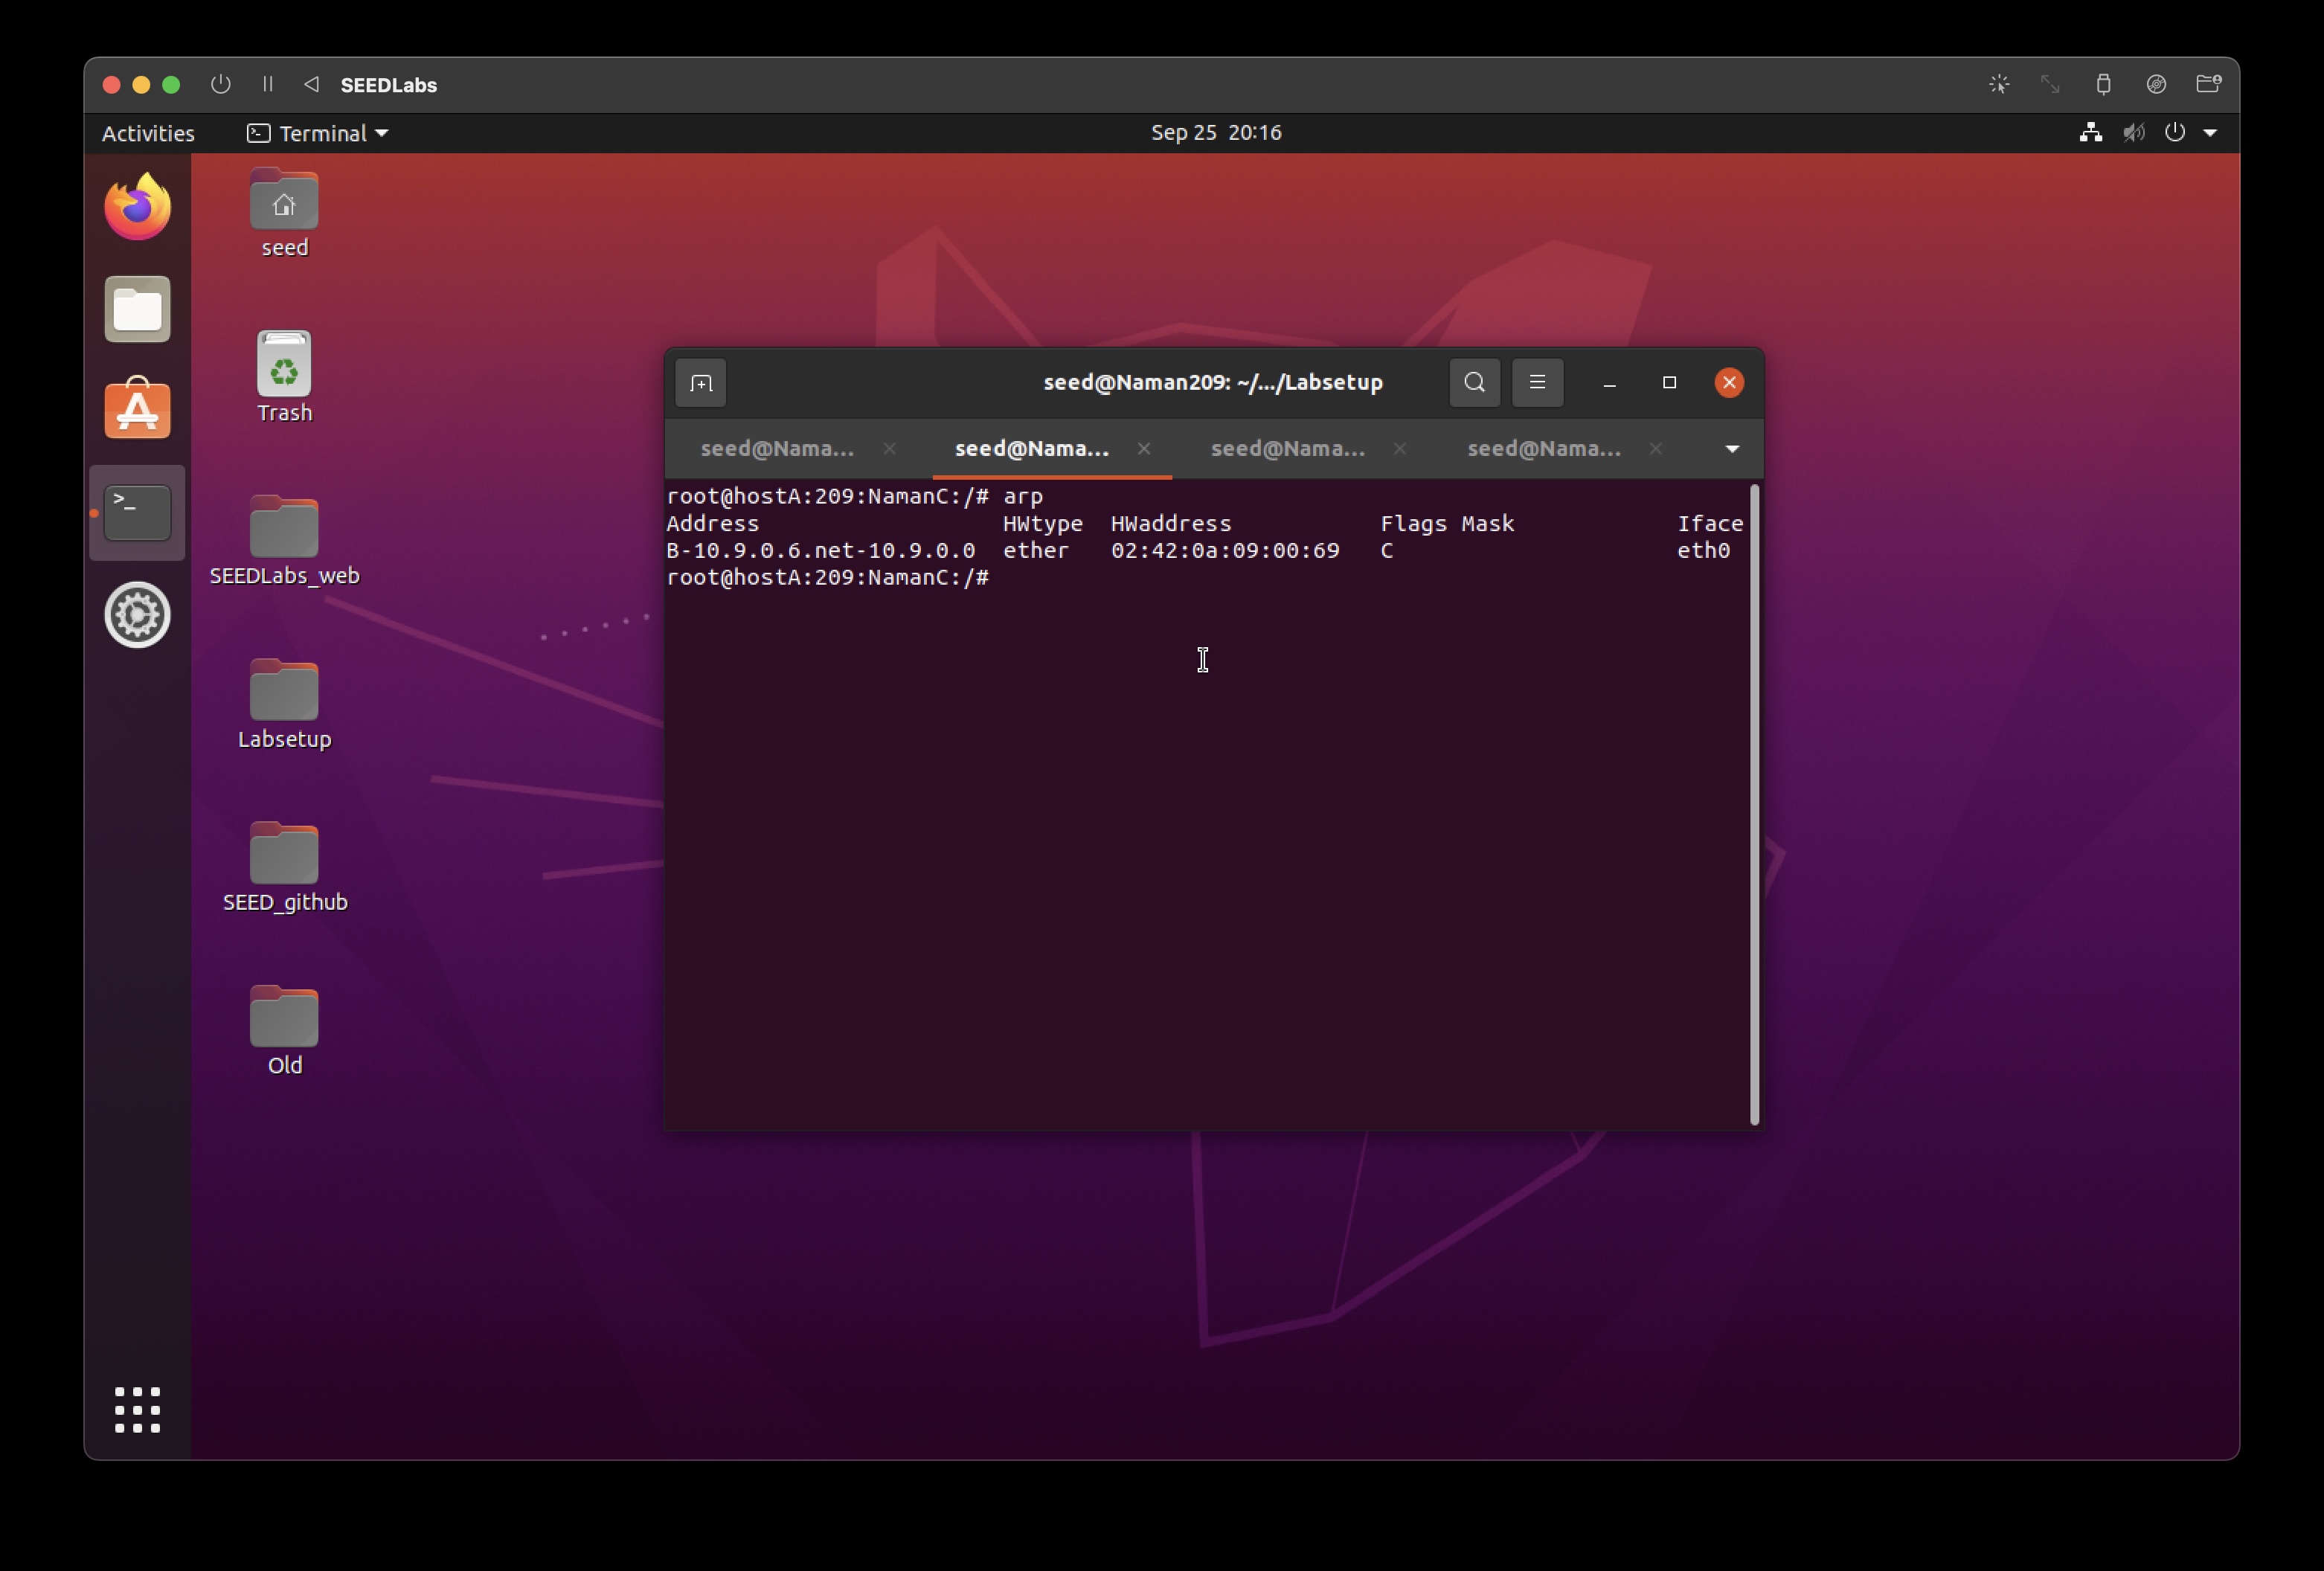 SEEDLabs
Activities
Terminal
Sep 25 20:16
seed
Trash
SEEDLabs_web
Labsetup
SEED_github
Old
seed@Naman209: ~/.../Labsetup
seed@Nama... seed@Nama... seed@Nama... seed@Nama...
root@hostA:209:NamanC:/# arp
Address HWtype HWaddress Flags Mask Iface
B-10.9.0.6.net-10.9.0.0 ether 02:42:0a:09:00:69 C eth0
root@hostA:209:NamanC:/#